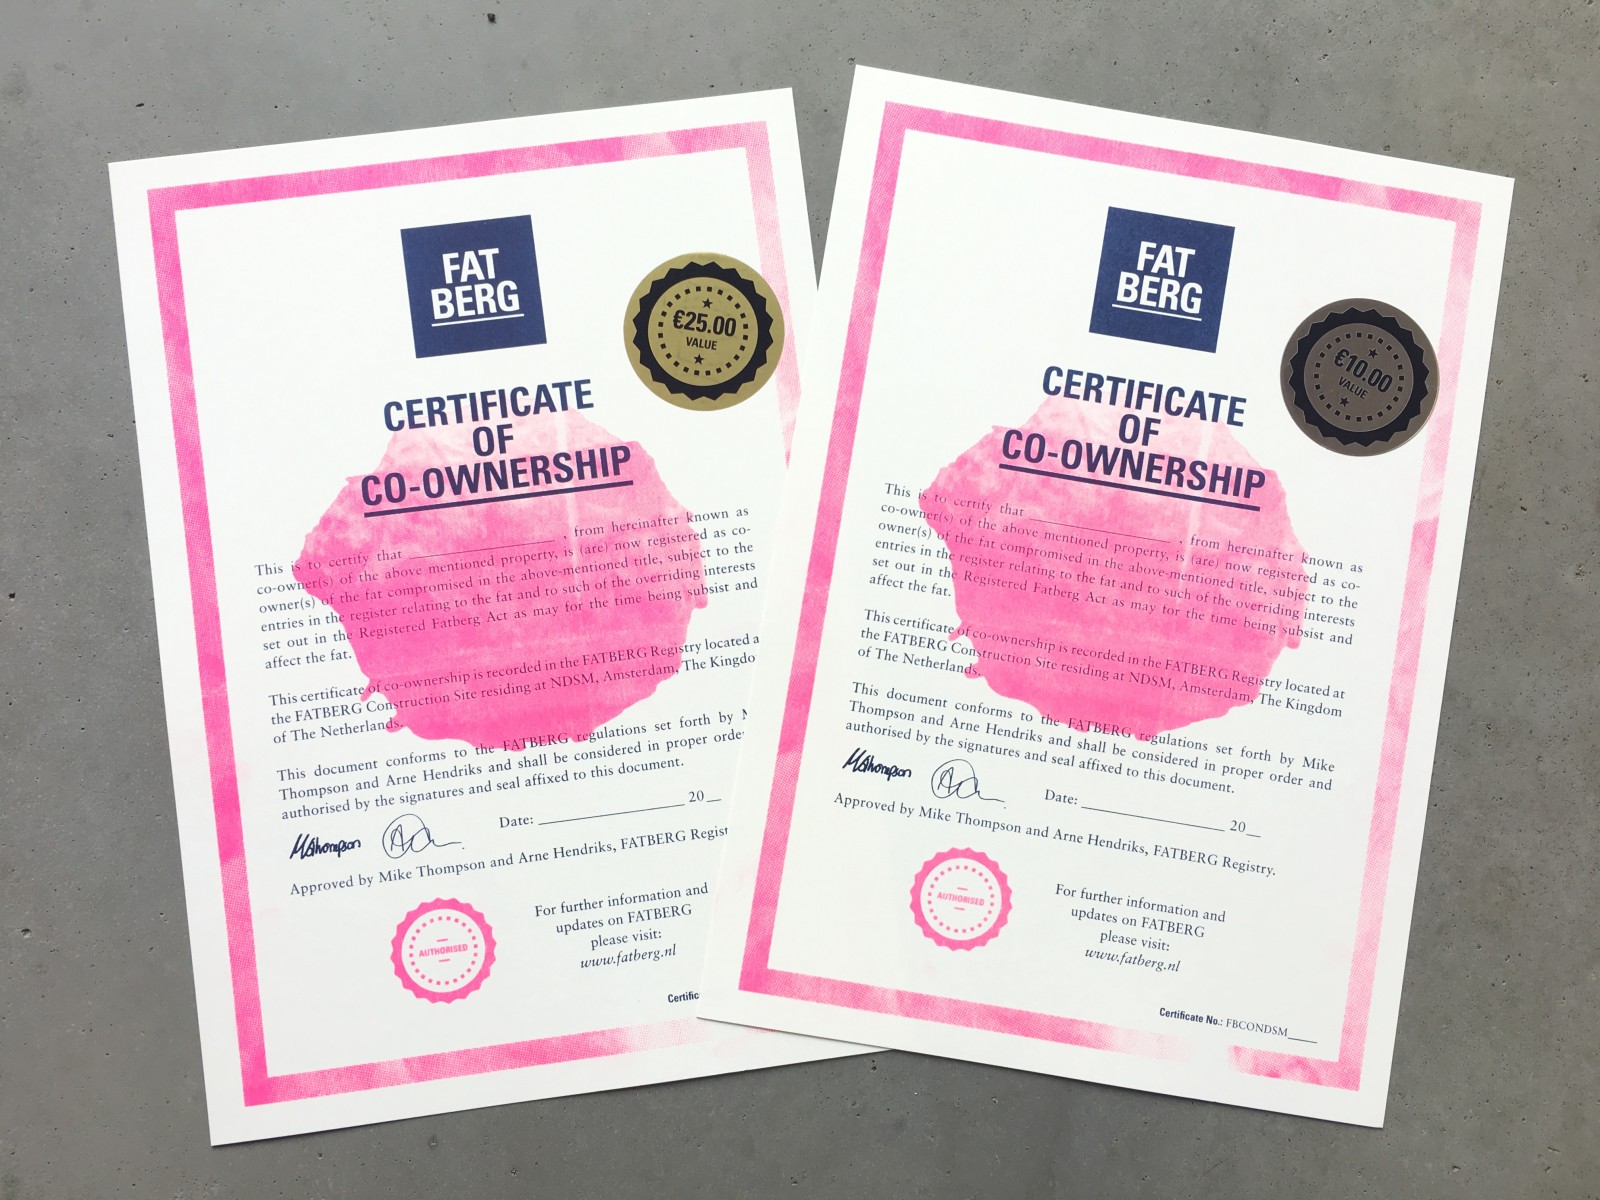 FAT
BERG
€25.00
VALUE
CERTIFICATE
OF
CO-OWNERSHIP
This is to certify that ____________ , from hereinafter known as
co-owner(s) of the above mentioned property, is (are) now registered as co-
owner(s) of the fat compromised in the above-mentioned title, subject to the
entries in the register relating to the fat and to such of the overriding interests
set out in the Registered Fatberg Act as may for the time being subsist and
affect the fat.
This certificate of co-ownership is recorded in the FATBERG Registry located a
the FATBERG Construction Site residing at NDSM, Amsterdam, The Kingdo
of The Netherlands.
This document conforms to the FATBERG regulations set forth by
Thompson and Arne Hendriks and shall be considered in proper orde
authorised by the signatures and seal affixed to this document.
MThompson
Date: ____________ 20__
Approved by Mike Thompson and Arne Hendriks, FATBERG Regist
AUTHORISED
For further information and
updates on FATBERG
please visit:
www.fatberg.nl
Certific
FAT
BERG
€10.00
VALUE
CERTIFICATE
OF
CO-OWNERSHIP
This is to certify that ____________ , from hereinafter known as
co-owner(s) of the above mentioned property, is (are) now registered as co-
owner(s) of the fat compromised in the above-mentioned title, subject to the
entries in the register relating to the fat and to such of the overriding interests
set out in the Registered Fatberg Act as may for the time being subsist and
affect the fat.
This certificate of co-ownership is recorded in the FATBERG Registry located at
the FATBERG Construction Site residing at NDSM, Amsterdam, The Kingdom
of The Netherlands.
This document conforms to the FATBERG regulations set forth by Mike
Thompson and Arne Hendriks and shall be considered in proper order and
authorised by the signatures and seal affixed to this document.
MThompson
Date: ____________ 20__
Approved by Mike Thompson and Arne Hendriks, FATBERG Registry.
AUTHORISED
For further information and
updates on FATBERG
please visit:
www.fatberg.nl
Certificate No.: FBCONDSM____